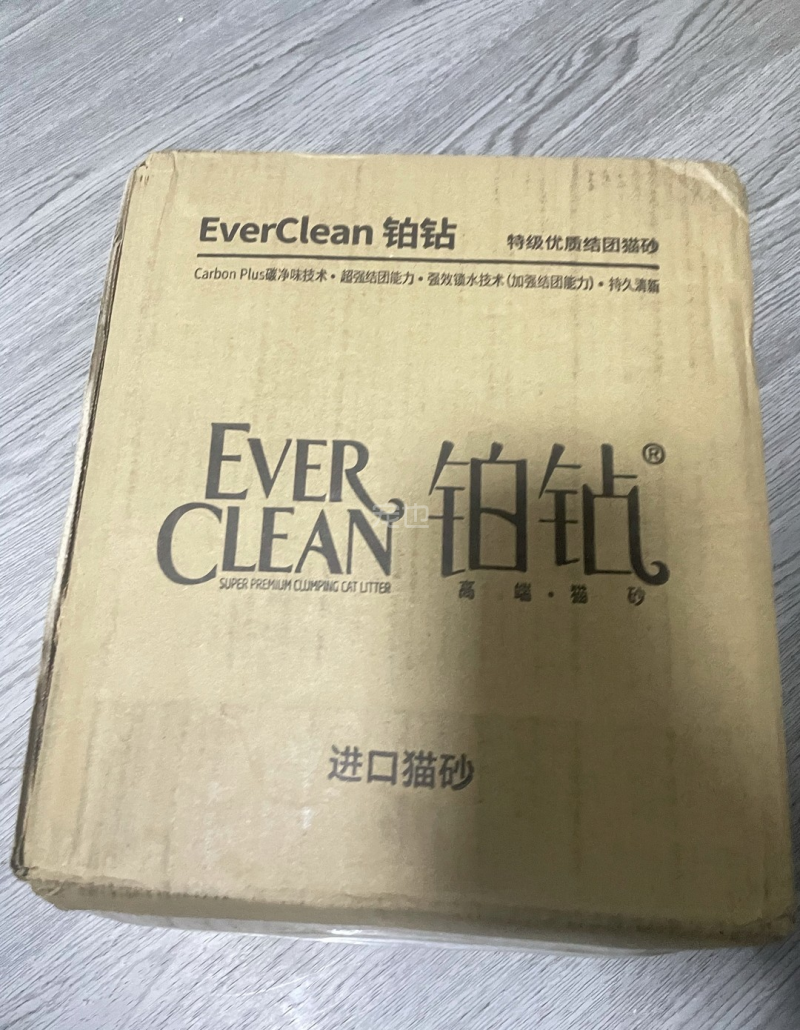 EverClean 铂钻 特级优质结团猫砂
Carbon Plus碳净味技术・超强结团能力・强效锁水技术(加强结团能力)・持久清新
EVER CLEAN 铂钻®
SUPER PREMIUM CLUMPING CAT LITTER
高端・猫砂
进口猫砂